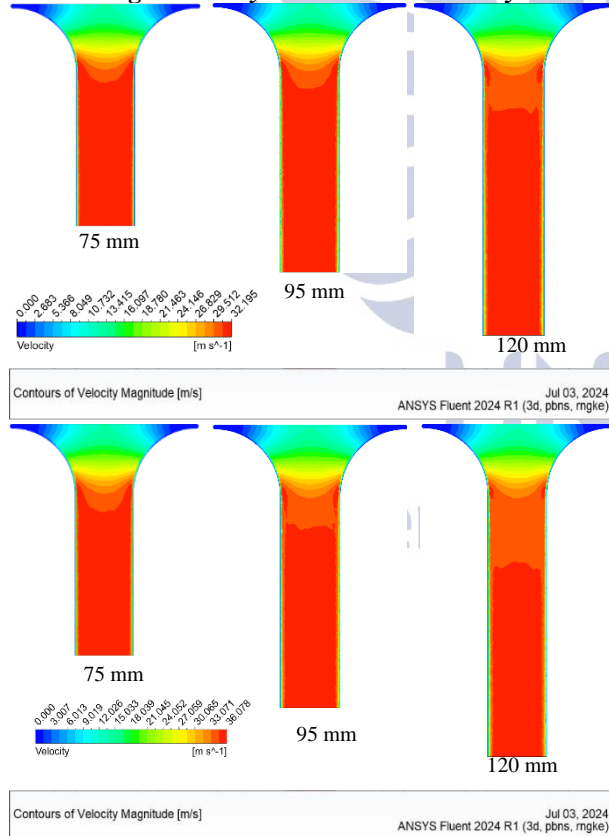 75 mm
95 mm
120 mm
0.000 2.683 5.366 8.049 10.732 13.415 16.097 18.780 21.463 24.146 26.829 29.512 32.195
Velocity [m s^-1]
Contours of Velocity Magnitude [m/s] Jul 03, 2024
ANSYS Fluent 2024 R1 (3d, pbns, rngke)
75 mm
95 mm
120 mm
0.000 3.007 6.013 9.019 12.026 15.033 18.039 21.045 24.052 27.059 30.065 33.071 36.078
Velocity [m s^-1]
Contours of Velocity Magnitude [m/s] Jul 03, 2024
ANSYS Fluent 2024 R1 (3d, pbns, rngke)